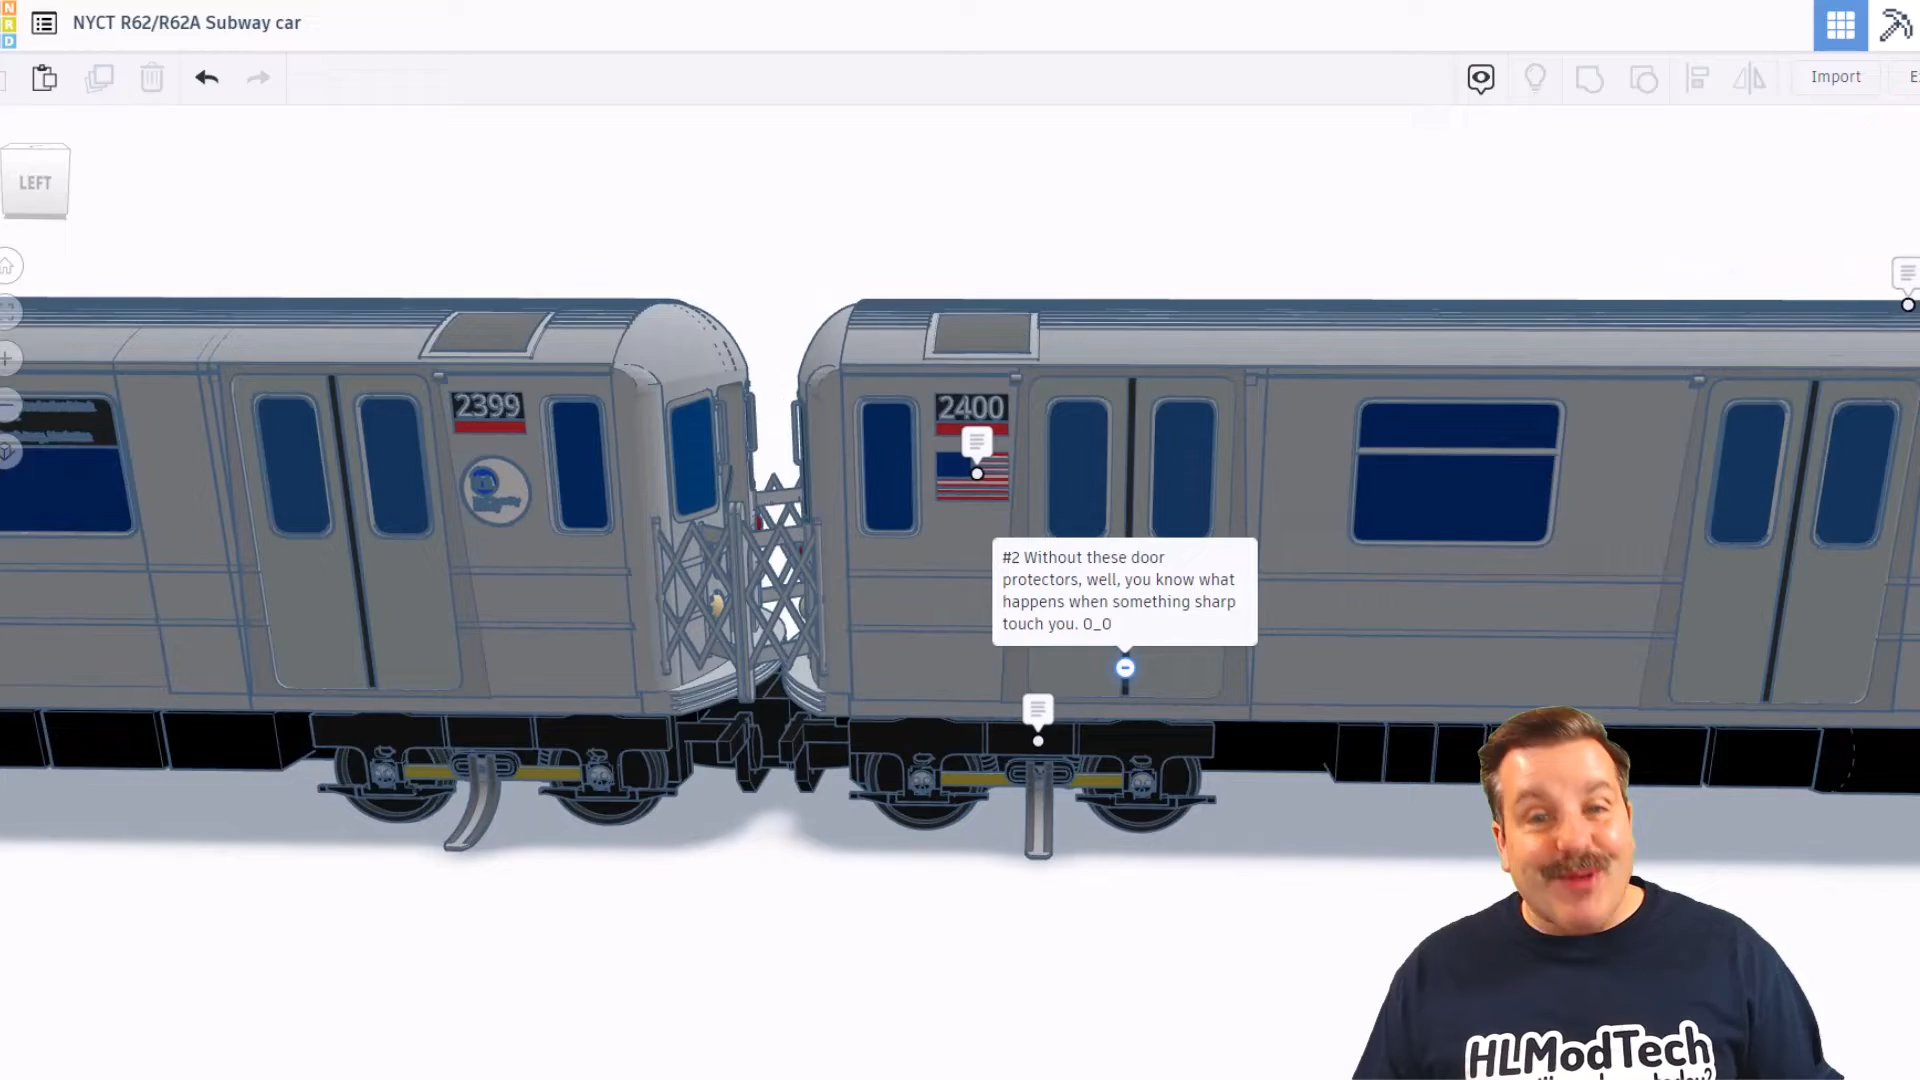 NYCT R62/R62A Subway car
Import
LEFT
2399
2400
#2 Without these door
protectors, well, you know what
happens when something sharp
touch you. 0_0
HLModTech
today?